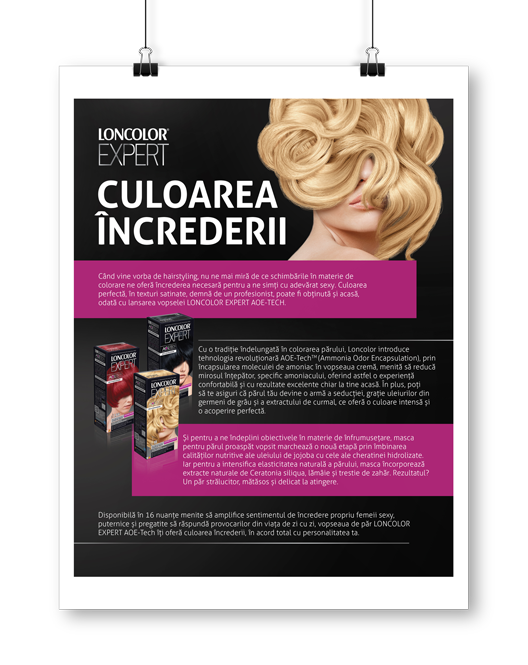 LONCOLOR®
EXPERT
CULOAREA
ÎNCREDERII
Când vine vorba de hairstyling, nu ne mai miră de ce schimbările în materie de
colorare ne oferă încrederea necesară pentru a ne simți cu adevărat sexy. Culoarea
perfectă, în texturi satinate, demnă de un profesionist, poate fi obținută și acasă,
odată cu lansarea vopselei LONCOLOR EXPERT AOE-TECH.
Cu o tradiție îndelungată în colorarea părului, Loncolor introduce
tehnologia revoluționară AOE-Tech™ (Ammonia Odor Encapsulation), prin
încapsularea moleculei de amoniac în vopseaua cremă, menită să reducă
mirosul înțepător, specific amoniacului, oferind astfel o experiență
confortabilă și cu rezultate excelente chiar la tine acasă. În plus, poți
să te asiguri că părul tău devine o armă a seducției, grație uleiurilor din
germeni de grâu și a extractului de curmal, ce oferă o culoare intensă și
o acoperire perfectă.
LONCOLOR
EXPERT
LONCOLOR
EXPERT
LONCOLOR
EXPERT
Și pentru a ne îndeplini obiectivele în materie de înfrumusețare, masca
pentru părul proaspăt vopsit marchează o nouă etapă prin îmbinarea
calităților nutritive ale uleiului de jojoba cu cele ale cheratinei hidrolizate.
Iar pentru a intensifica elasticitatea naturală a părului, masca încorporează
extracte naturale de Ceratonia siliqua, lămâie și trestie de zahăr. Rezultatul?
Un păr strălucitor, mătăsos și delicat la atingere.
Disponibilă în 16 nuanțe menite să amplifice sentimentul de încredere propriu femeii sexy,
puternice și pregatite să răspundă provocarilor din viața de zi cu zi, vopseaua de păr LONCOLOR
EXPERT AOE-Tech îți oferă culoarea încrederii, în acord total cu personalitatea ta.